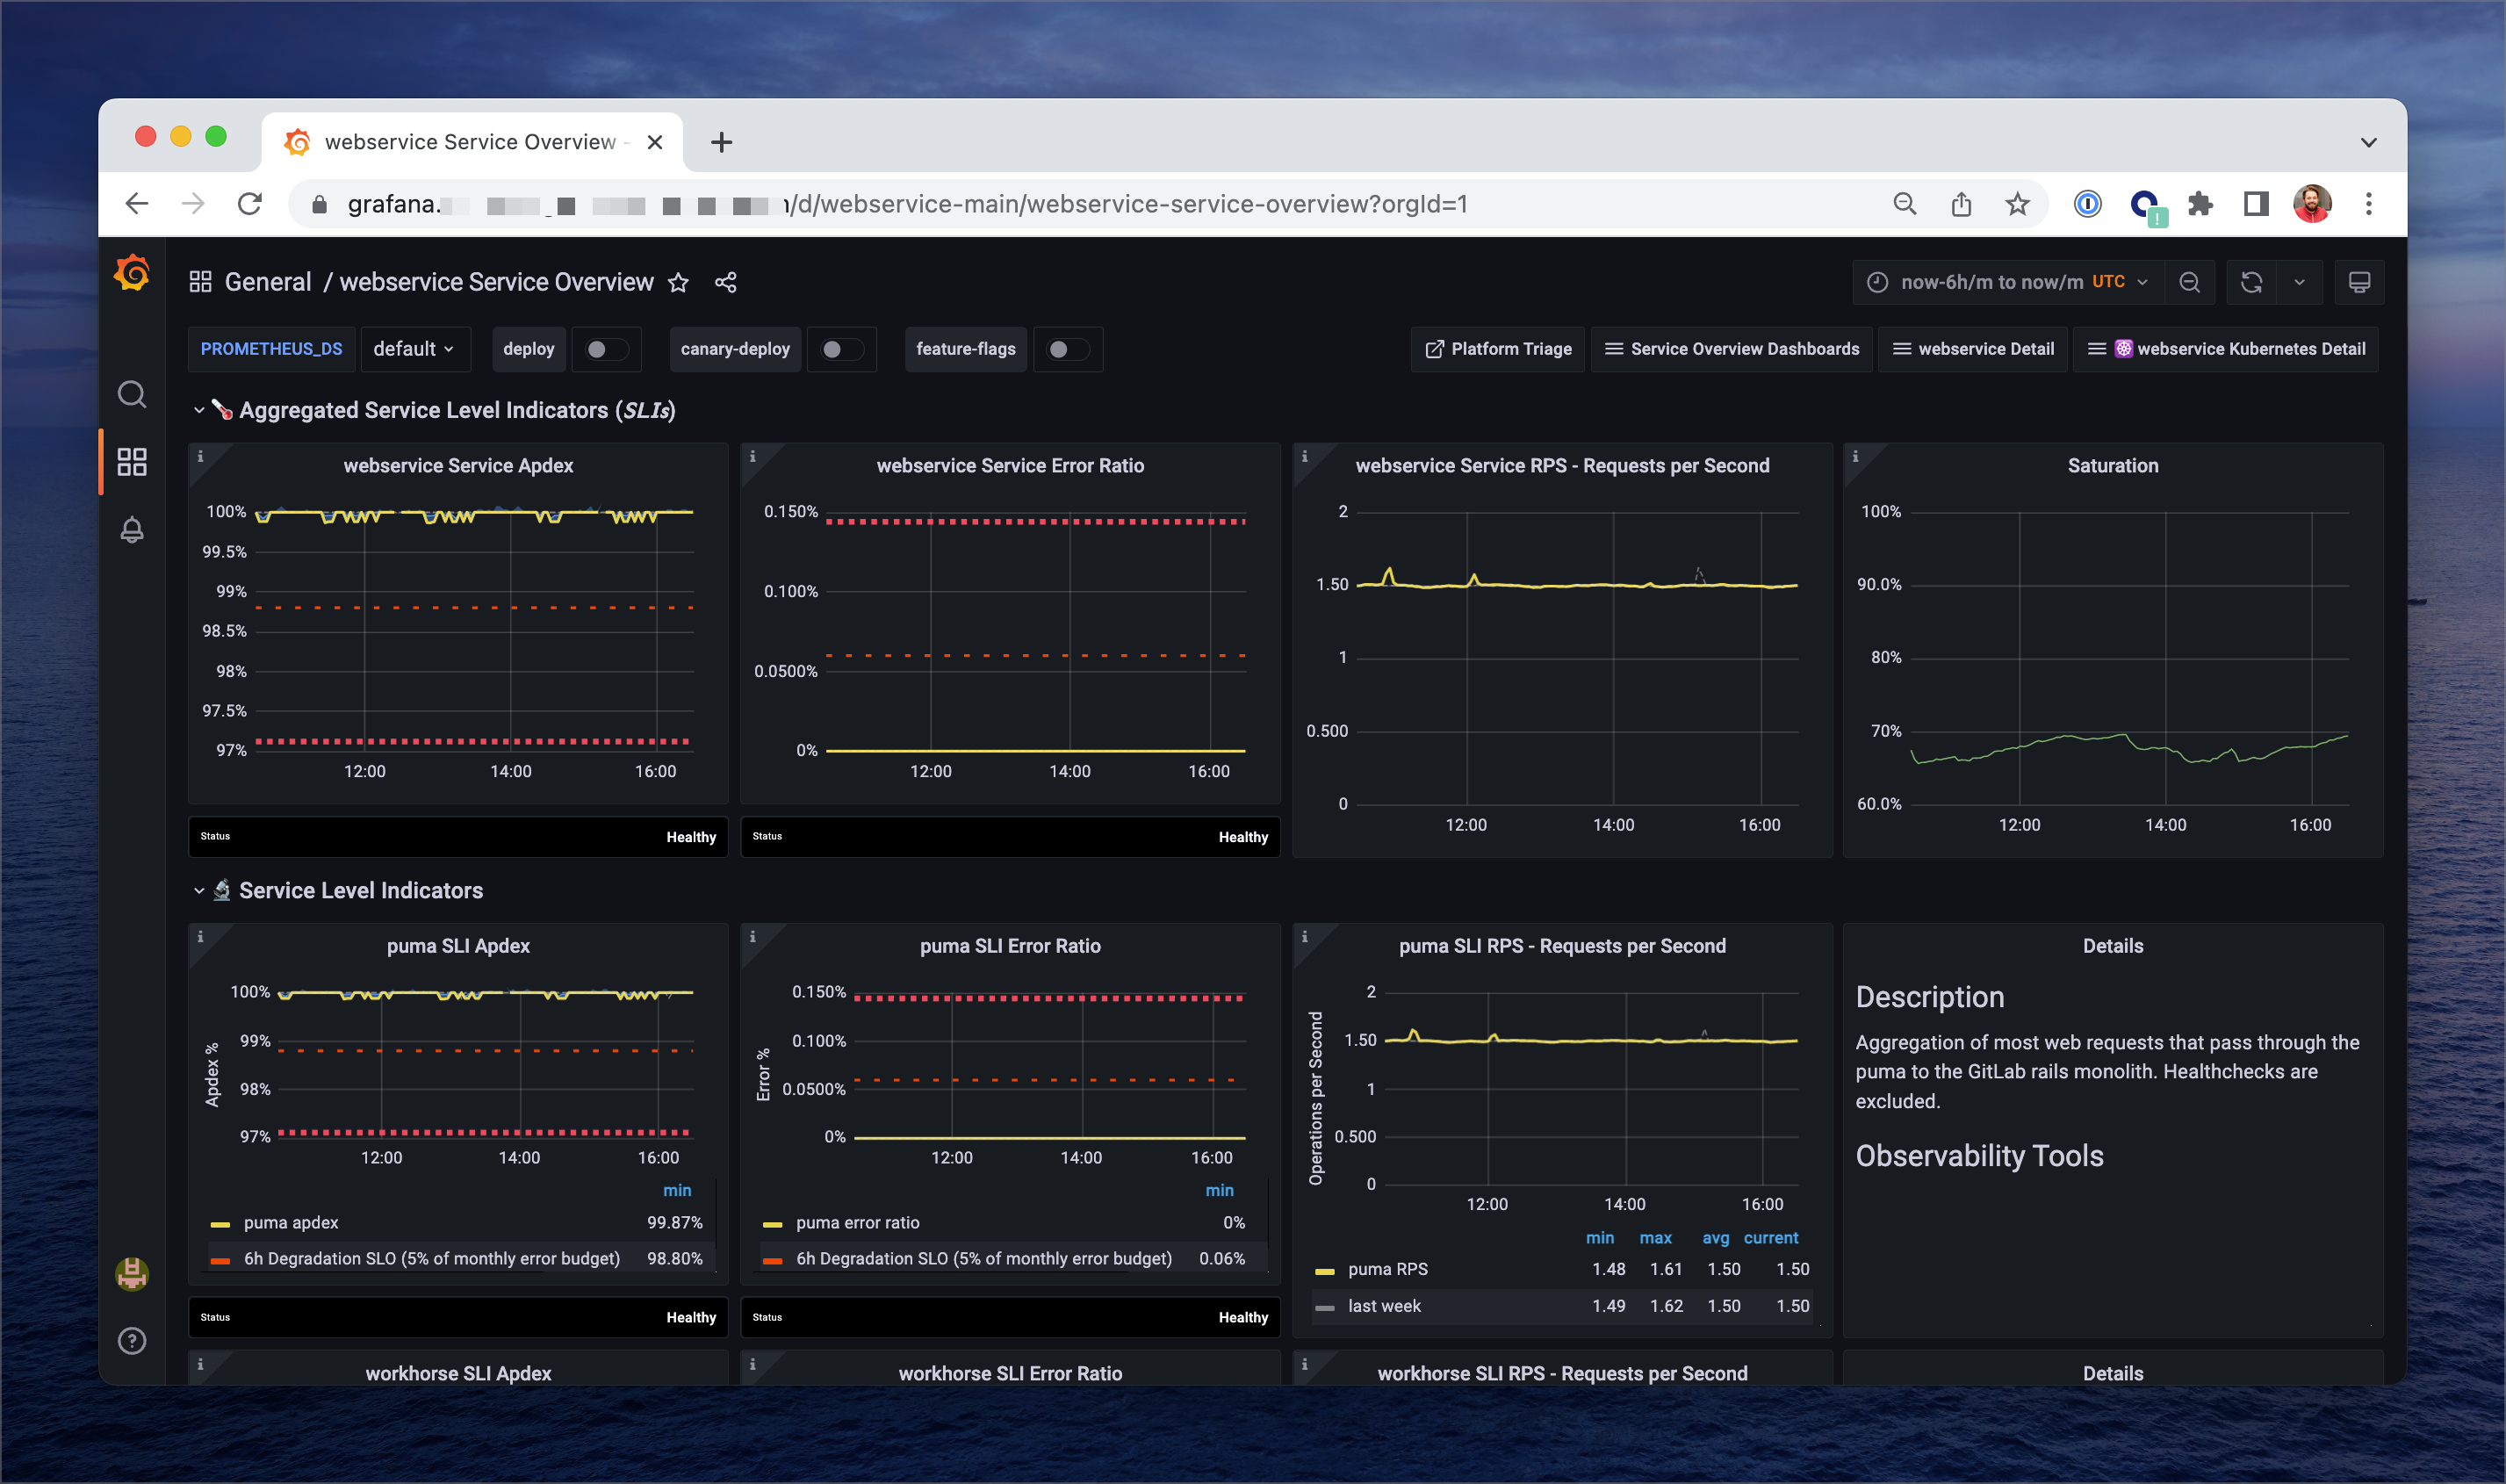 webservice Service Overview -
grafana.
/d/webservice-main/webservice-service-overview?orgId=1
General / webservice Service Overview
now-6h/m to now/m UTC
PROMETHEUS_DS default deploy canary-deploy feature-flags
Platform Triage Service Overview Dashboards webservice Detail webservice Kubernetes Detail
Aggregated Service Level Indicators (SLIs)
webservice Service Apdex
100%
99.5%
99%
98.5%
98%
97.5%
97%
12:00 14:00 16:00
Status Healthy
webservice Service Error Ratio
0.150%
0.100%
0.0500%
0%
12:00 14:00 16:00
Status Healthy
webservice Service RPS - Requests per Second
2
1.50
1
0.500
0
12:00 14:00 16:00
Saturation
100%
90.0%
80%
70%
60.0%
12:00 14:00 16:00
Service Level Indicators
puma SLI Apdex
Apdex %
100%
99%
98%
97%
12:00 14:00 16:00
min
puma apdex 99.87%
6h Degradation SLO (5% of monthly error budget) 98.80%
Status Healthy
puma SLI Error Ratio
Error %
0.150%
0.100%
0.0500%
0%
12:00 14:00 16:00
min
puma error ratio 0%
6h Degradation SLO (5% of monthly error budget) 0.06%
Status Healthy
puma SLI RPS - Requests per Second
Operations per Second
2
1.50
1
0.500
0
12:00 14:00 16:00
min max avg current
puma RPS 1.48 1.61 1.50 1.50
last week 1.49 1.62 1.50 1.50
Details
Description
Aggregation of most web requests that pass through the
puma to the GitLab rails monolith. Healthchecks are
excluded.
Observability Tools
workhorse SLI Apdex
workhorse SLI Error Ratio
workhorse SLI RPS - Requests per Second
Details